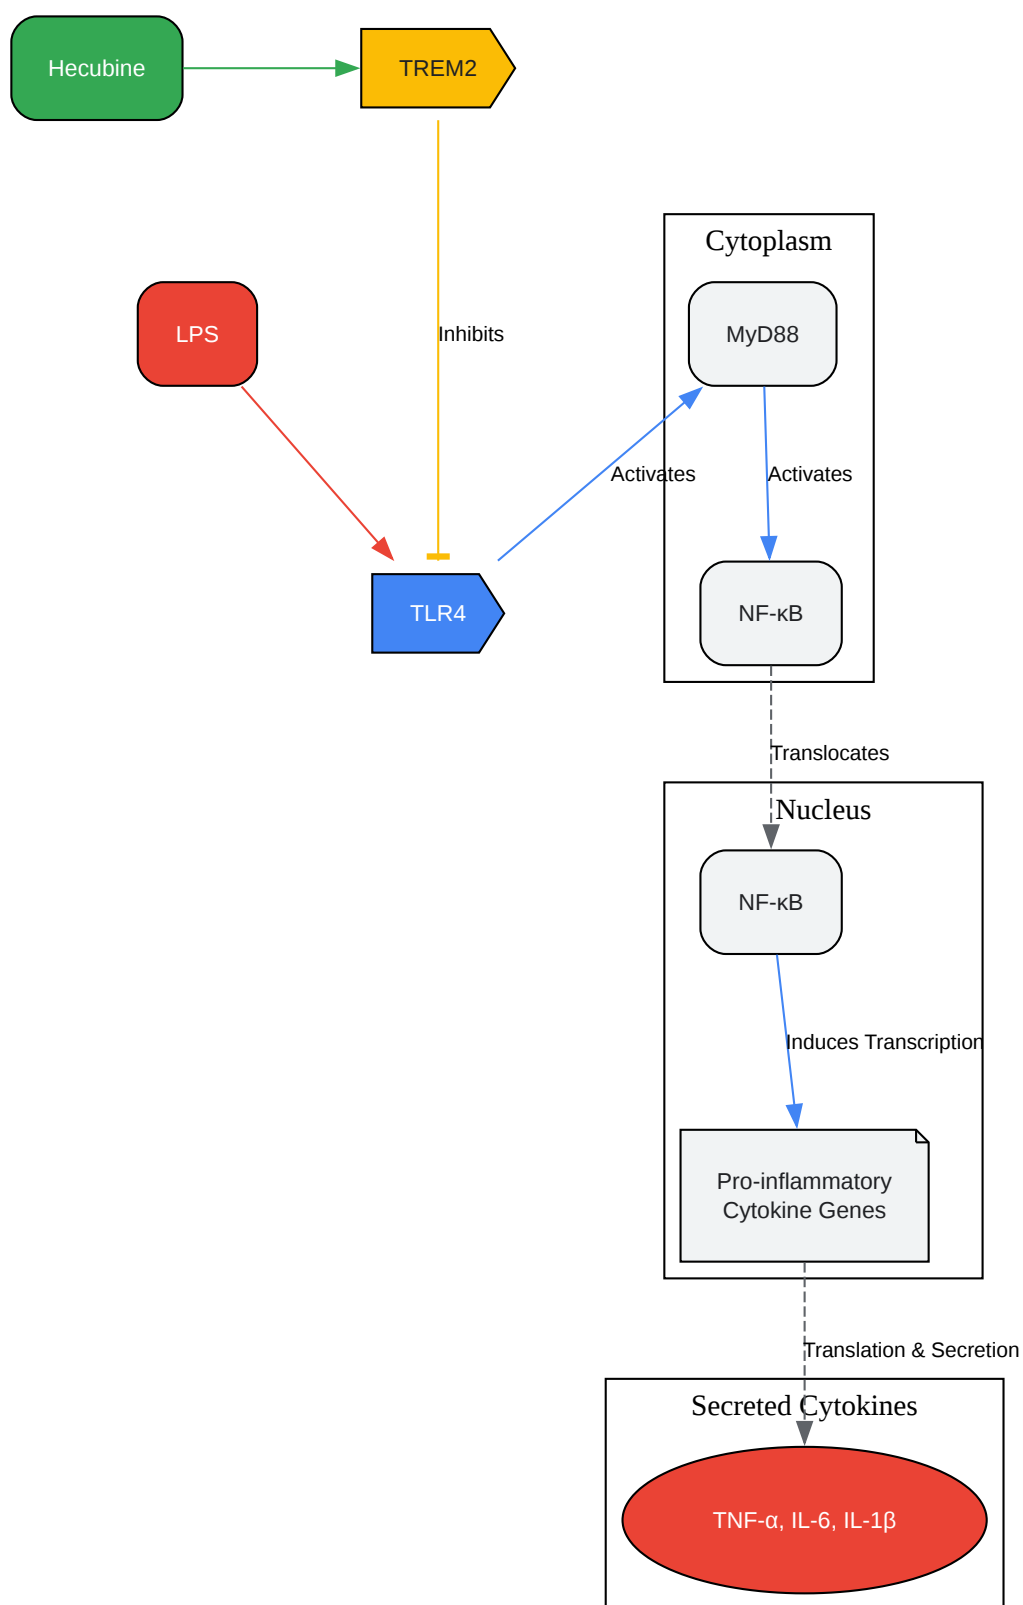 Hecubine
TREM2
Cytoplasm
LPS
Inhibits
MyD88
Activates
Activates
TLR4
NF-κB
Translocates
Nucleus
NF-κB
Induces Transcription
Pro-inflammatory
Cytokine Genes
Translation & Secretion
Secreted Cytokines
TNF-α, IL-6, IL-1β